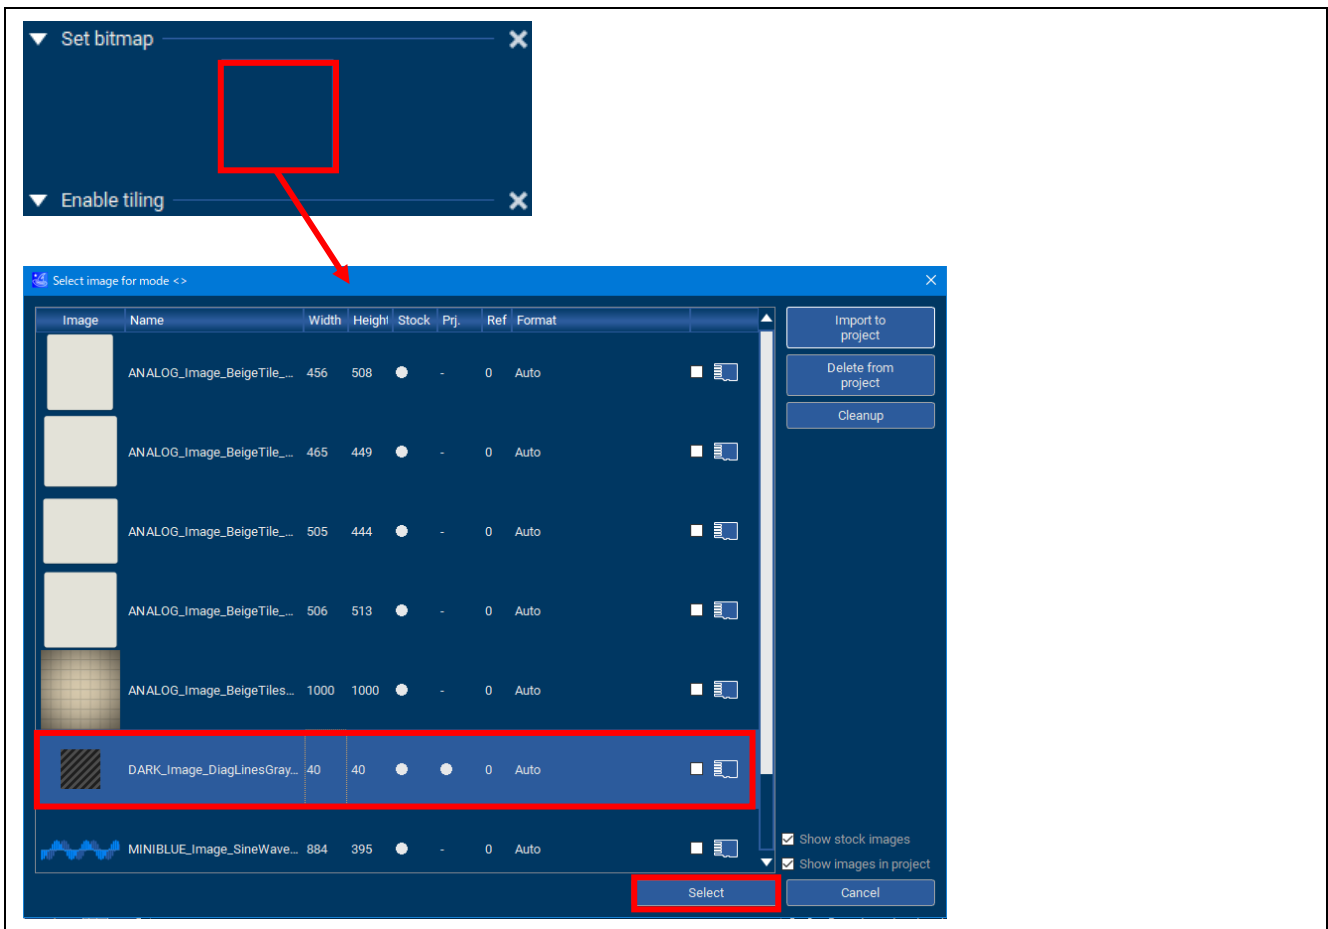 Set bitmap
Enable tiling
Select image for mode <>
Image Name Width Height Stock Prj. Ref Format
ANALOG_Image_BeigeTile_... 456 508 - 0 Auto
ANALOG_Image_BeigeTile_... 465 449 - 0 Auto
ANALOG_Image_BeigeTile_... 505 444 - 0 Auto
ANALOG_Image_BeigeTile_... 506 513 - 0 Auto
ANALOG_Image_BeigeTiles... 1000 1000 - 0 Auto
DARK_Image_DiagLinesGray... 40 40 0 Auto
MINIBLUE_Image_SineWave... 884 395 - 0 Auto
Import to
project
Delete from
project
Cleanup
Show stock images
Show images in project
Select
Cancel